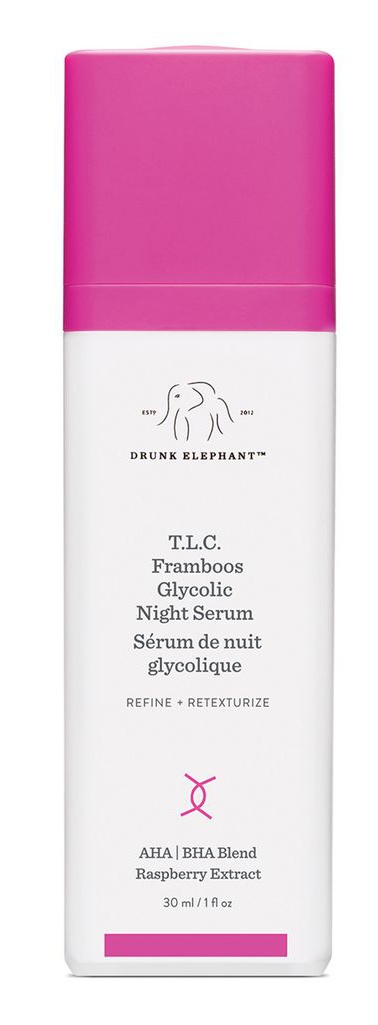 ESTD 2012
DRUNK ELEPHANT™
T.L.C.
Framboos
Glycolic
Night Serum
Sérum de nuit
glycolique
REFINE + RETEXTURIZE
AHA | BHA Blend
Raspberry Extract
30 ml / 1 fl oz